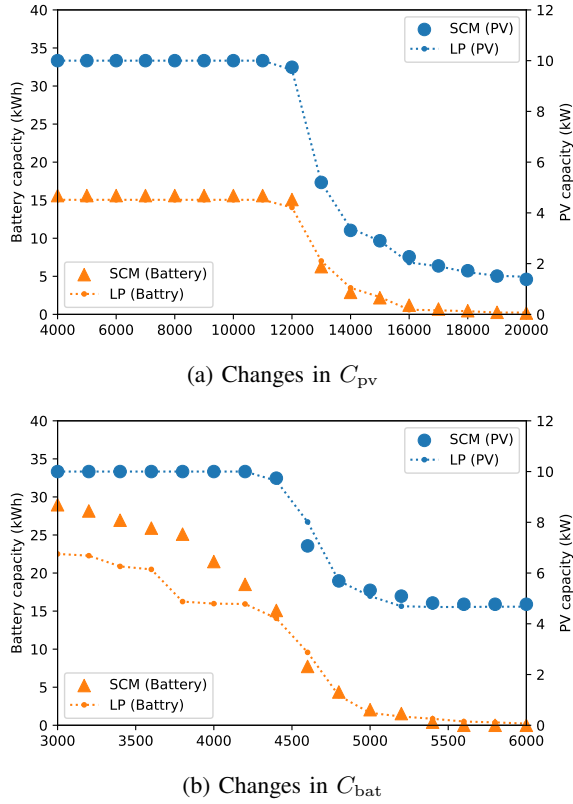 40
35
30
25
20
15
10
5
0
Battery capacity (kWh)
SCM (PV)
LP (PV)
SCM (Battery)
LP (Battry)
12
10
8
6
4
2
0
PV capacity (kW)
4000 6000 8000 10000 12000 14000 16000 18000 20000
(a) Changes in C_pv
40
35
30
25
20
15
10
5
0
Battery capacity (kWh)
SCM (PV)
LP (PV)
SCM (Battery)
LP (Battry)
12
10
8
6
4
2
0
PV capacity (kW)
3000 3500 4000 4500 5000 5500 6000
(b) Changes in C_bat